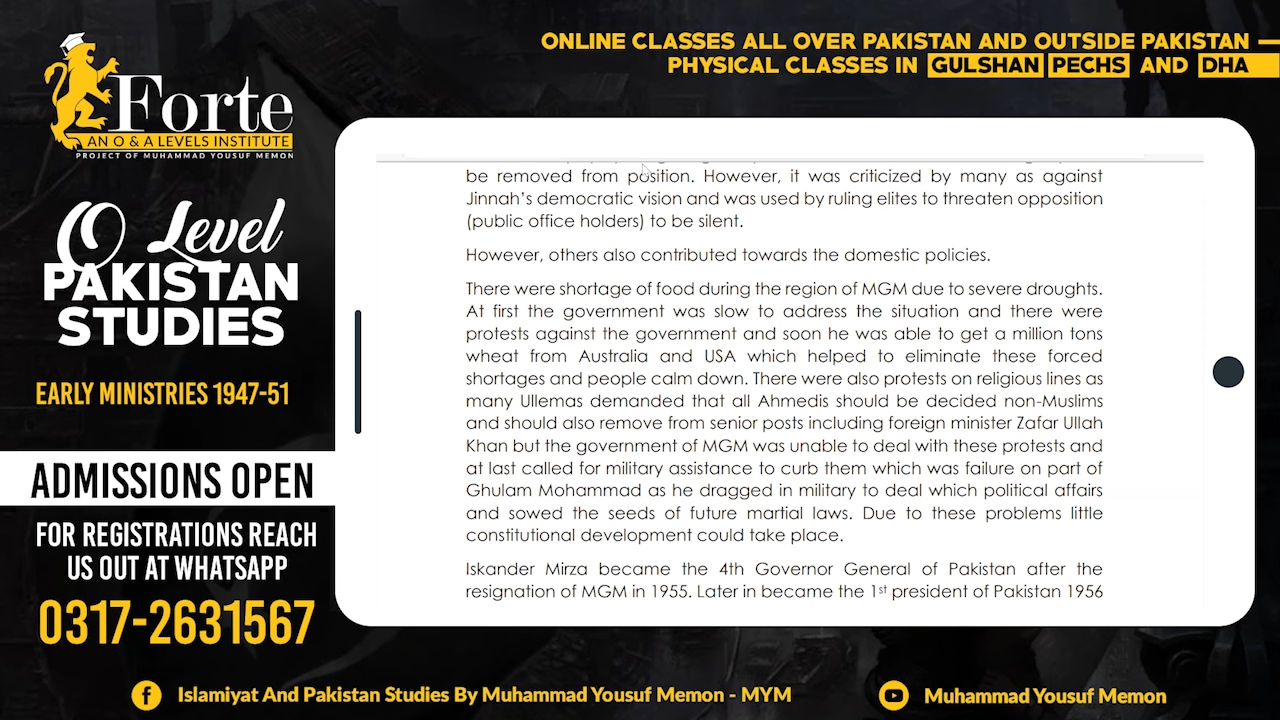 Forte
AN O & A LEVELS INSTITUTE
PROJECT OF MUHAMMAD YOUSUF MEMON
O Level
PAKISTAN
STUDIES
EARLY MINISTRIES 1947-51
ADMISSIONS OPEN
FOR REGISTRATIONS REACH
US OUT AT WHATSAPP
0317-2631567
ONLINE CLASSES ALL OVER PAKISTAN AND OUTSIDE PAKISTAN
PHYSICAL CLASSES IN GULSHAN PECHS AND DHA
be removed from position. However, it was criticized by many as against
Jinnah's democratic vision and was used by ruling elites to threaten opposition
(public office holders) to be silent.
However, others also contributed towards the domestic policies.
There were shortage of food during the region of MGM due to severe droughts.
At first the government was slow to address the situation and there were
protests against the government and soon he was able to get a million tons
wheat from Australia and USA which helped to eliminate these forced
shortages and people calm down. There were also protests on religious lines as
many Ullemas demanded that all Ahmedis should be decided non-Muslims
and should also remove from senior posts including foreign minister Zafar Ullah
Khan but the government of MGM was unable to deal with these protests and
at last called for military assistance to curb them which was failure on part of
Ghulam Mohammad as he dragged in military to deal which political affairs
and sowed the seeds of future martial laws. Due to these problems little
constitutional development could take place.
Iskander Mirza became the 4th Governor General of Pakistan after the
resignation of MGM in 1955. Later in became the 1st president of Pakistan 1956
Islamiyat And Pakistan Studies By Muhammad Yousuf Memon - MYM
Muhammad Yousuf Memon